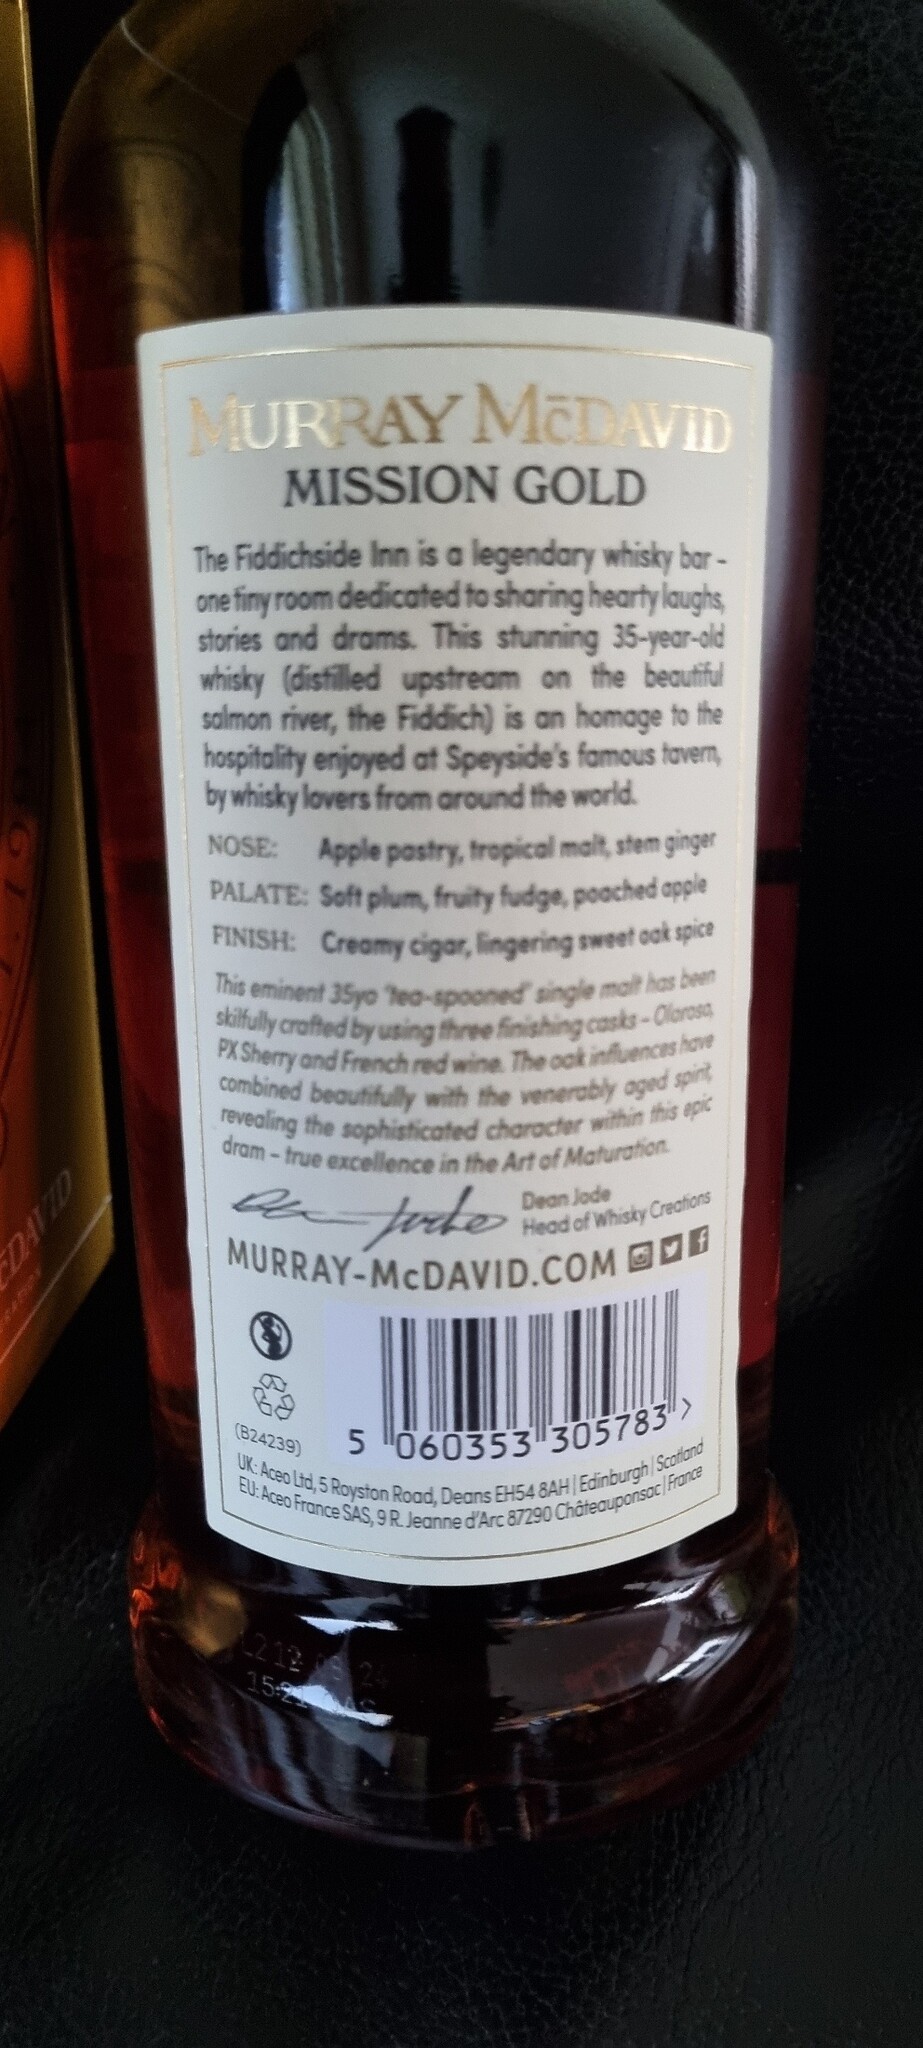 MURRAY McDAVID
MISSION GOLD
The Fiddichside Inn is a legendary whisky bar –
one tiny room dedicated to sharing hearty laughs,
stories and drams. This stunning 35-year-old
whisky (distilled upstream on the beautiful
salmon river, the Fiddich) is an homage to the
hospitality enjoyed at Speyside's famous tavern,
by whisky lovers from around the world.
NOSE: Apple pastry, tropical malt, stem ginger
PALATE: Soft plum, fruity fudge, poached apple
FINISH: Creamy cigar, lingering sweet oak spice
This eminent 35yo 'tea-spooned' single malt has been
skilfully crafted by using three finishing casks – Oloroso,
PX Sherry and French red wine. The oak influences have
combined beautifully with the venerably aged spirit,
revealing the sophisticated character within this epic
dram – true excellence in the Art of Maturation.
Dean Jode
Head of Whisky Creations
MURRAY-McDAVID.COM
(B24239)
5 060353 305783 >
UK: Aceo Ltd, 5 Royston Road, Deans EH54 8AH | Edinburgh | Scotland
EU: Aceo France SAS, 9 R. Jeanne d'Arc 87290 Châteauponsac | France